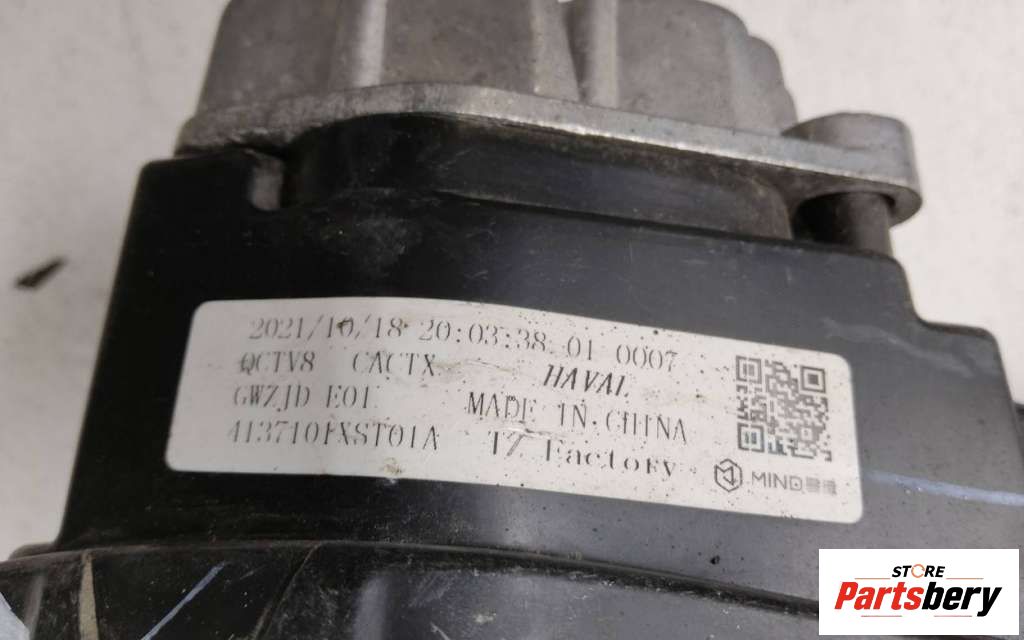 2021/10/18 20:03:38 01 0007
QCTV8 CACTX HAVAL
GWZJD E01 MADE IN CHINA
4137101XST01A TZ Factory
MIND
STORE
Partsbery